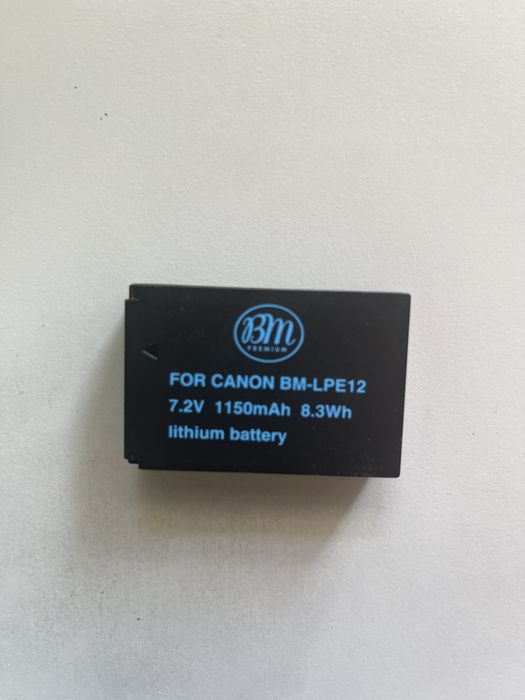 BM
PREMIUM
FOR CANON BM-LPE12
7.2V 1150mAh 8.3Wh
lithium battery